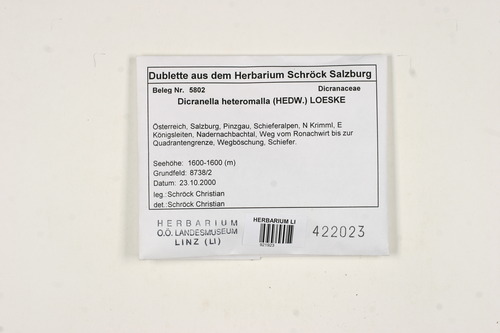 Dublette aus dem Herbarium Schröck Salzburg
Beleg Nr. 5802 Dicranaceae
Dicranella heteromalla (HEDW.) LOESKE
Österreich, Salzburg, Pinzgau, Schieferalpen, N Krimml, E
Königsleiten, Nadernachbachtal, Weg vom Ronachwirt bis zur
Quadrantengrenze, Wegböschung, Schiefer.
Seehöhe: 1600-1600 (m)
Grundfeld: 8738/2
Datum: 23.10.2000
leg.: Schröck Christian
det.: Schröck Christian
HERBARIUM
O.Ö. LANDESMUSEUM
LINZ (LI)
HERBARIUM LI
422023